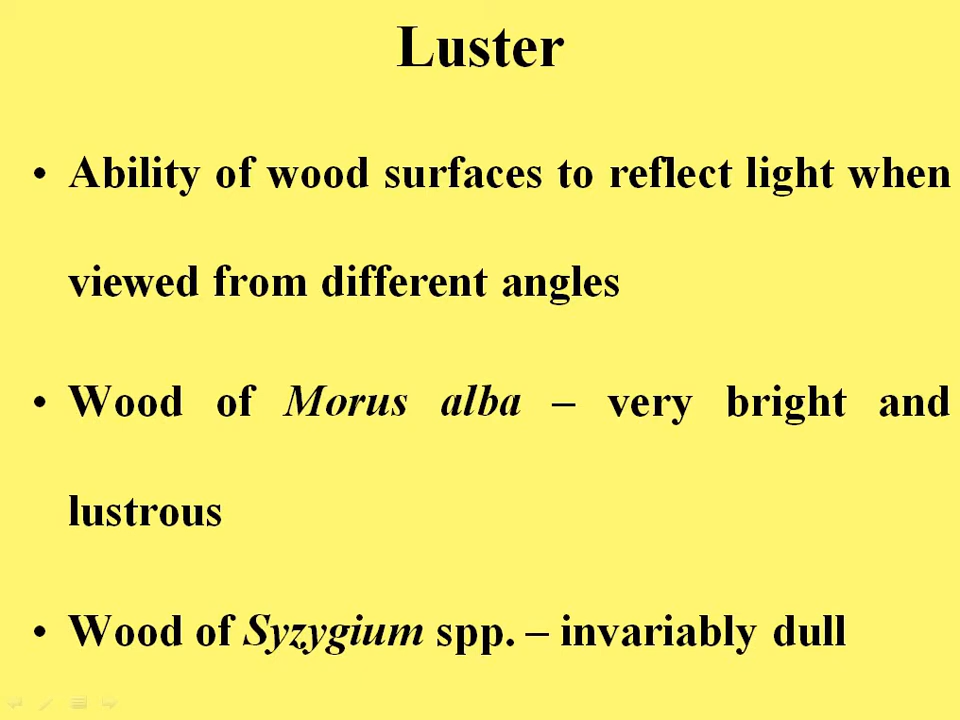 Luster
• Ability of wood surfaces to reflect light when
viewed from different angles
• Wood of Morus alba – very bright and
lustrous
• Wood of Syzygium spp. – invariably dull